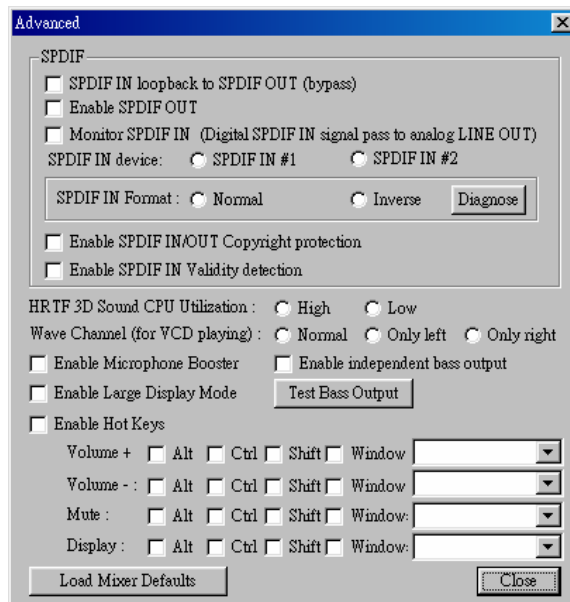 Advanced
SPDIF
SPDIF IN loopback to SPDIF OUT (bypass)
Enable SPDIF OUT
Monitor SPDIF IN (Digital SPDIF IN signal pass to analog LINE OUT)
SPDIF IN device: SPDIF IN #1 SPDIF IN #2
SPDIF IN Format : Normal Inverse Diagnose
Enable SPDIF IN/OUT Copyright protection
Enable SPDIF IN Validity detection
HRTF 3D Sound CPU Utilization : High Low
Wave Channel (for VCD playing) : Normal Only left Only right
Enable Microphone Booster Enable independent bass output
Enable Large Display Mode Test Bass Output
Enable Hot Keys
Volume + Alt Ctrl Shift Window
Volume - : Alt Ctrl Shift Window:
Mute : Alt Ctrl Shift Window:
Display : Alt Ctrl Shift Window:
Load Mixer Defaults Close